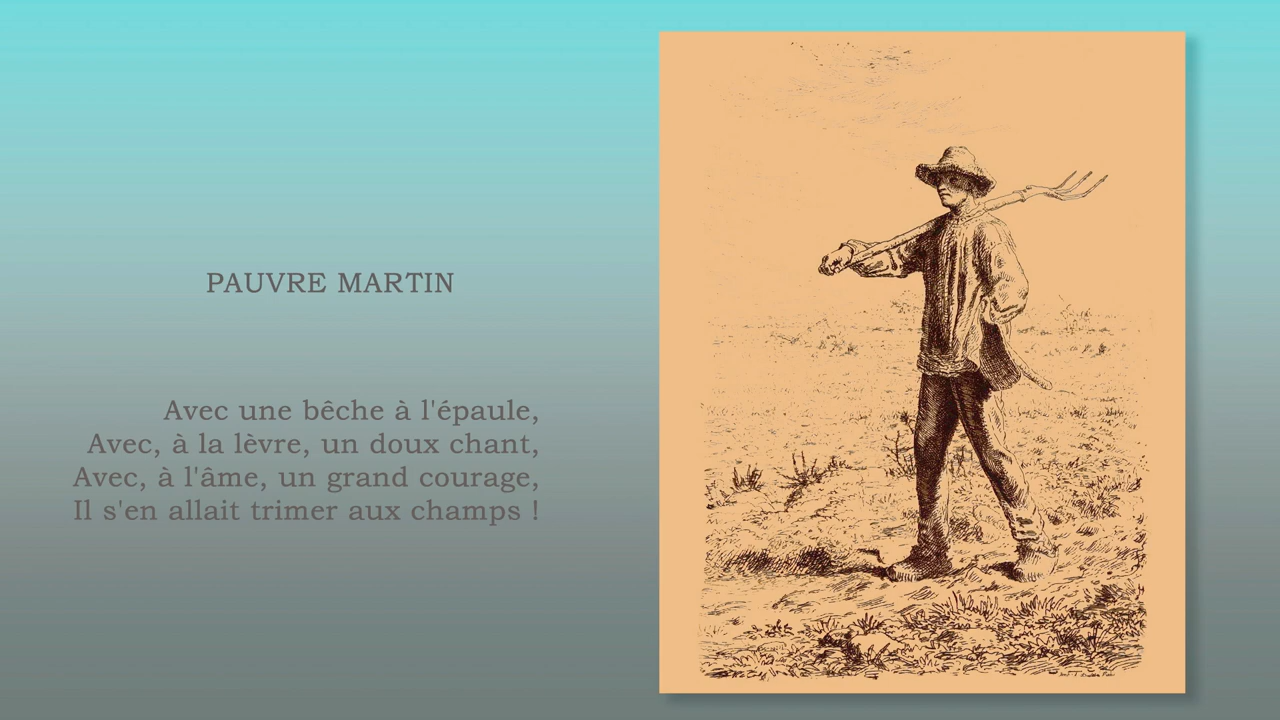 PAUVRE MARTIN
Avec une bêche à l'épaule,
Avec, à la lèvre, un doux chant,
Avec, à l'âme, un grand courage,
Il s'en allait trimer aux champs !